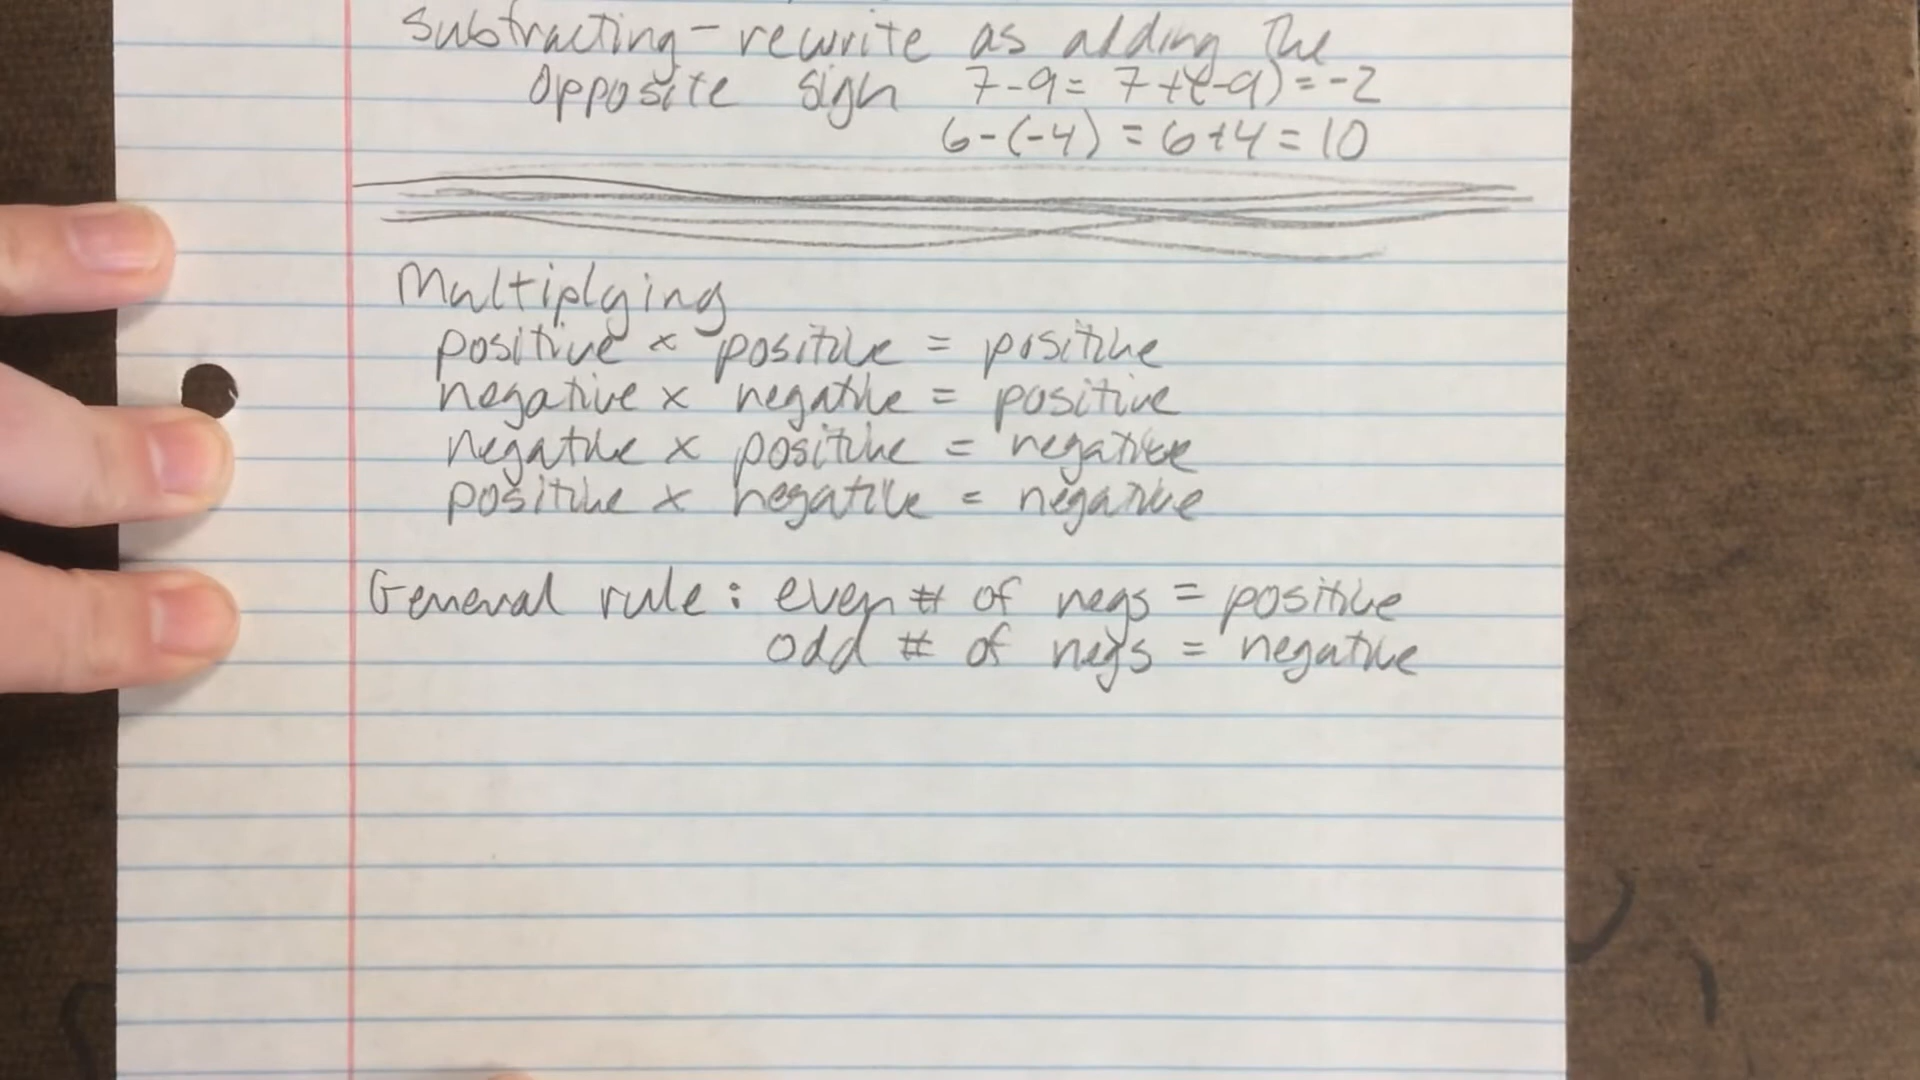 Subtracting - rewrite as adding the
opposite sign 7-9= 7+(-9)=-2
6-(-4) = 6+4=10
Multiplying
positive x positive = positive
negative x negative = positive
negative x positive = negative
positive x negative = negative
General rule: even # of negs = positive
odd # of negs = negative